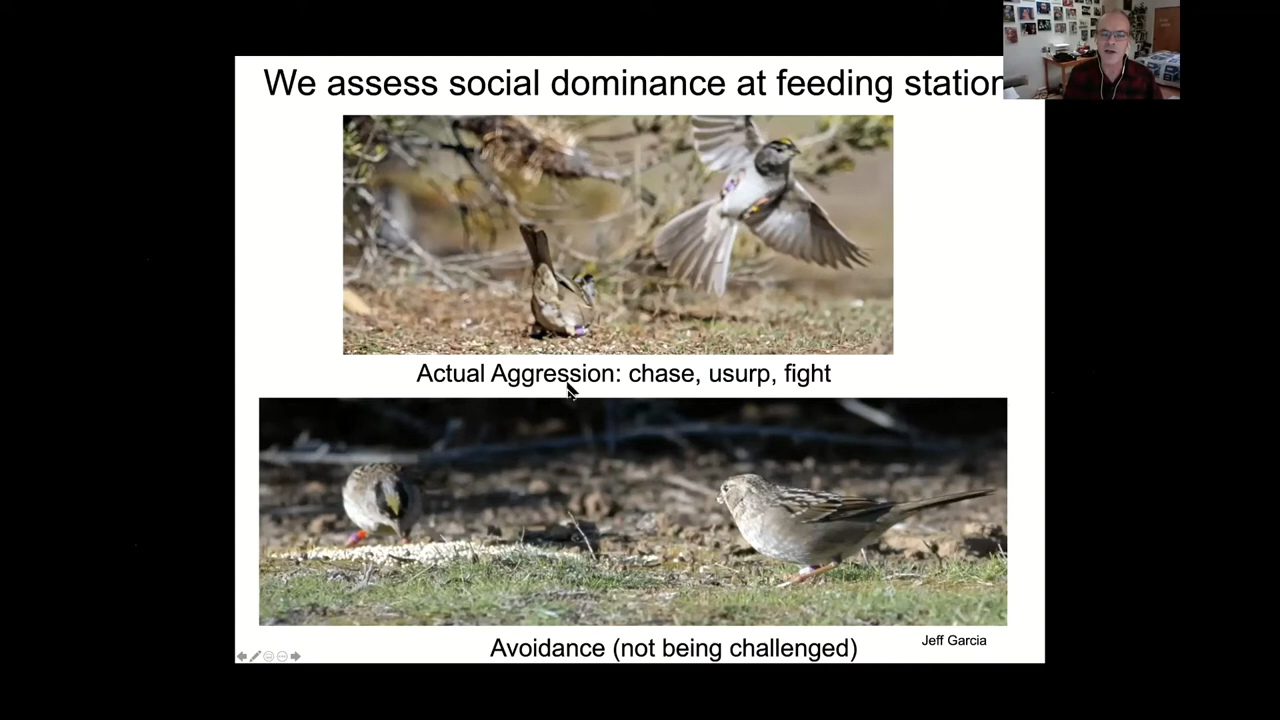 We assess social dominance at feeding station
Actual Aggression: chase, usurp, fight
Avoidance (not being challenged)
Jeff Garcia